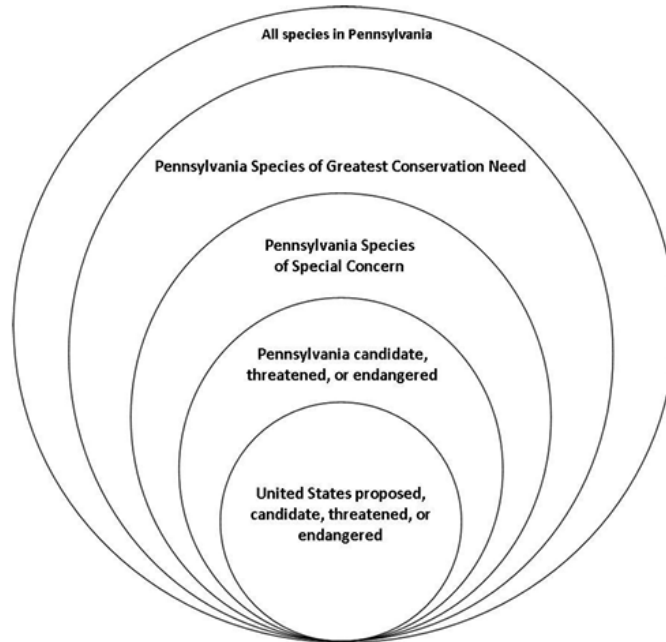 All species in Pennsylvania
Pennsylvania Species of Greatest Conservation Need
Pennsylvania Species
of Special Concern
Pennsylvania candidate,
threatened, or endangered
United States proposed,
candidate, threatened, or
endangered